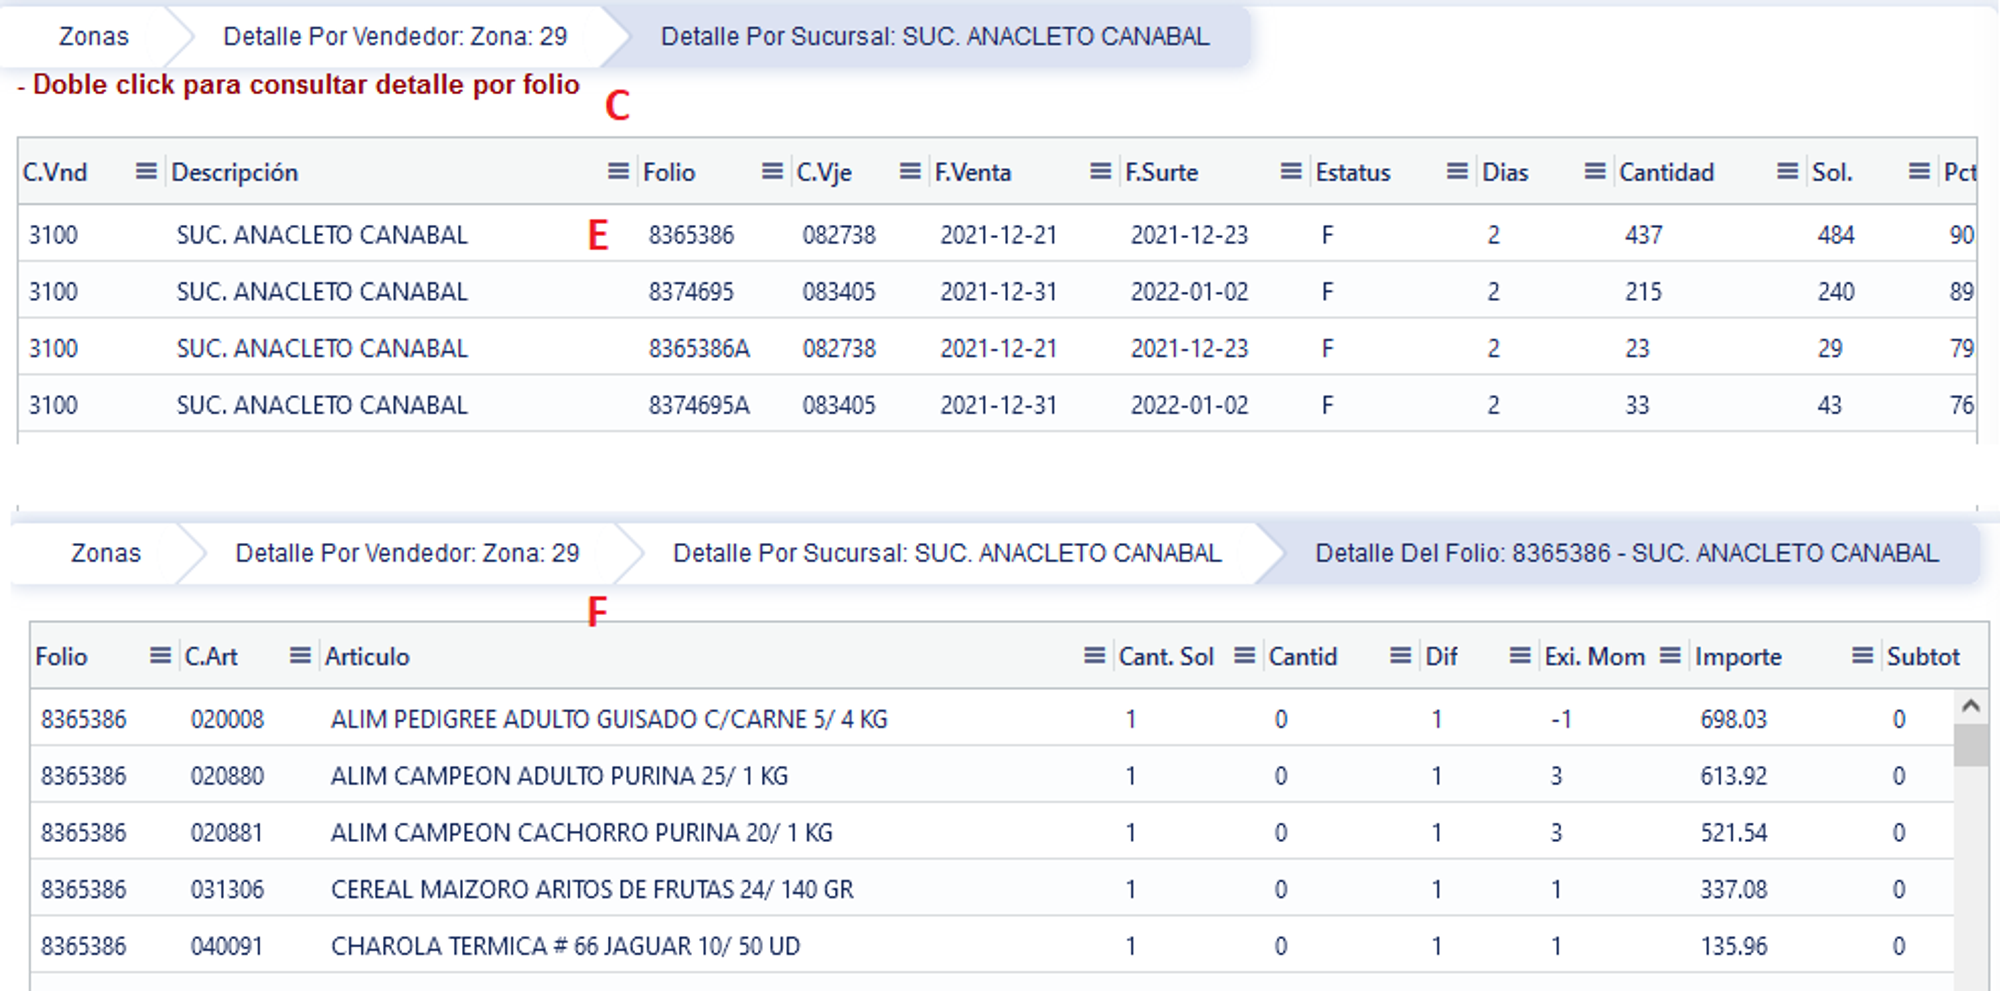 Zonas Detalle Por Vendedor: Zona: 29 Detalle Por Sucursal: SUC. ANACLETO CANABAL
- Doble click para consultar detalle por folio
C
C.Vnd Descripción Folio C.Vje F.Venta F.Surte Estatus Dias Cantidad Sol. Pct
3100 SUC. ANACLETO CANABAL E 8365386 082738 2021-12-21 2021-12-23 F 2 437 484 90
3100 SUC. ANACLETO CANABAL 8374695 083405 2021-12-31 2022-01-02 F 2 215 240 89
3100 SUC. ANACLETO CANABAL 8365386A 082738 2021-12-21 2021-12-23 F 2 23 29 79
3100 SUC. ANACLETO CANABAL 8374695A 083405 2021-12-31 2022-01-02 F 2 33 43 76
Zonas Detalle Por Vendedor: Zona: 29 Detalle Por Sucursal: SUC. ANACLETO CANABAL Detalle Del Folio: 8365386 - SUC. ANACLETO CANABAL
F
Folio C.Art Articulo Cant. Sol Cantid Dif Exi. Mom Importe Subtot
8365386 020008 ALIM PEDIGREE ADULTO GUISADO C/CARNE 5/ 4 KG 1 0 1 -1 698.03 0
8365386 020880 ALIM CAMPEON ADULTO PURINA 25/ 1 KG 1 0 1 3 613.92 0
8365386 020881 ALIM CAMPEON CACHORRO PURINA 20/ 1 KG 1 0 1 3 521.54 0
8365386 031306 CEREAL MAIZORO ARITOS DE FRUTAS 24/ 140 GR 1 0 1 1 337.08 0
8365386 040091 CHAROLA TERMICA # 66 JAGUAR 10/ 50 UD 1 0 1 1 135.96 0